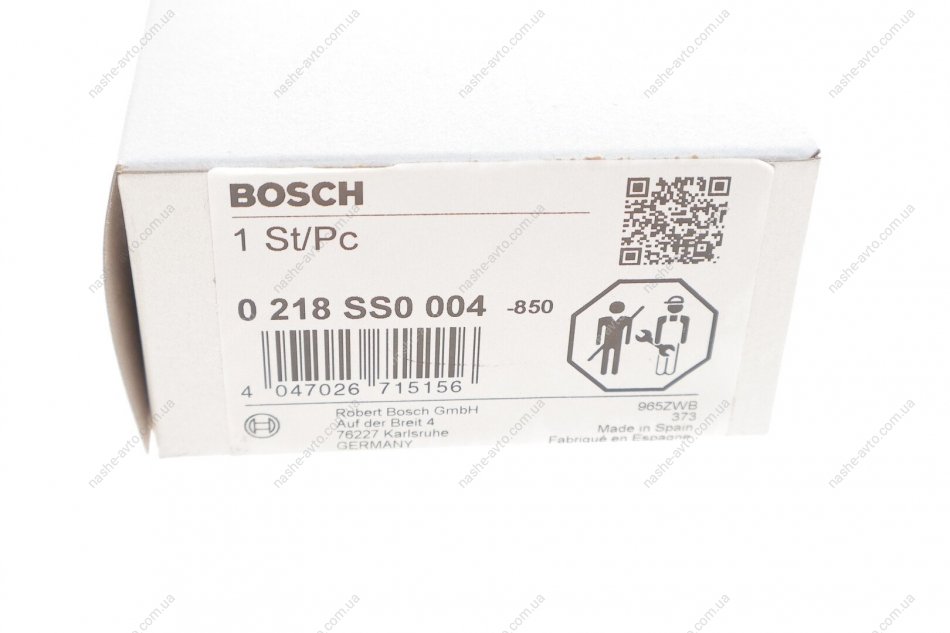 BOSCH
1 St/Pc
0 218 SS0 004 -850
4 047026 715156
Robert Bosch GmbH
Auf der Breit 4
76227 Karlsruhe
GERMANY
965ZWB
373
Made in Spain
Fabriqué en Espagne
nashe-avto.com.ua